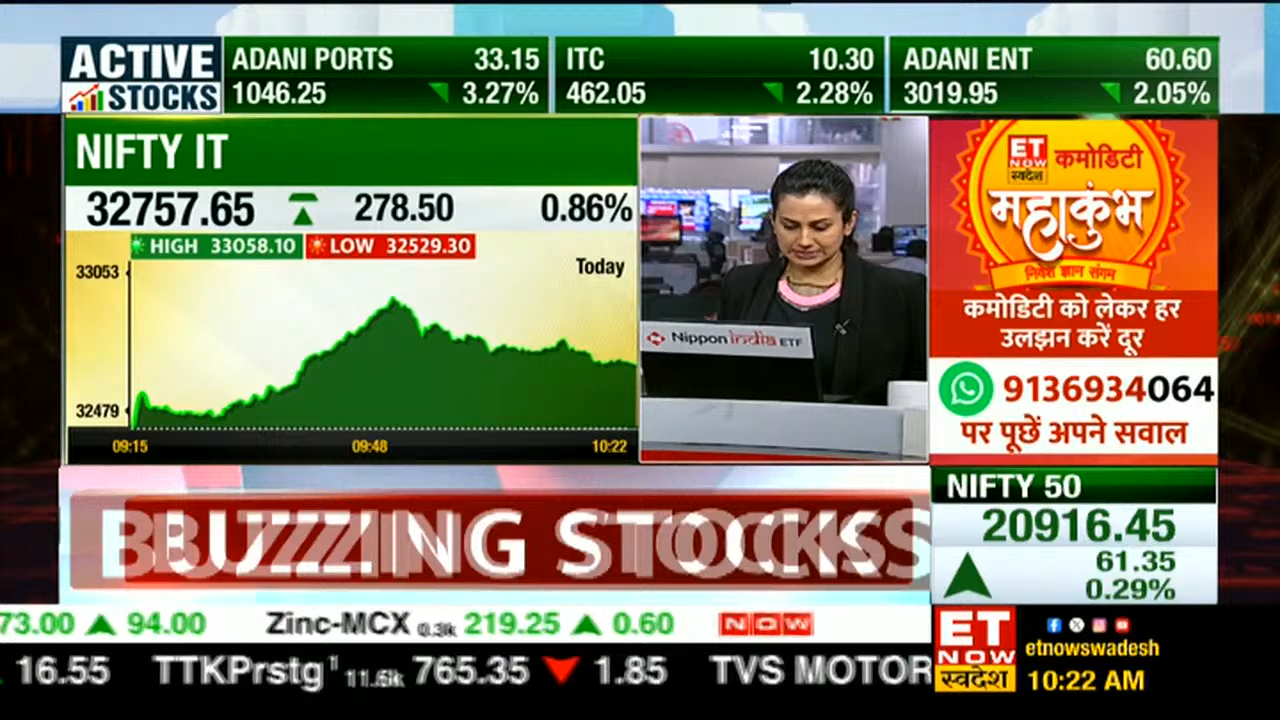 ACTIVE STOCKS
ADANI PORTS 33.15
1046.25 3.27%
ITC 10.30
462.05 2.28%
ADANI ENT 60.60
3019.95 2.05%
NIFTY IT
32757.65 278.50 0.86%
HIGH 33058.10 LOW 32529.30
Today
33053
32479
09:15 09:48 10:22
Nippon india ETF
ET NOW स्वदेश
कमोडिटी
महाकुंभ
निवेश ज्ञान संगम
कमोडिटी को लेकर हर
उलझन करें दूर
9136934064
पर पूछें अपने सवाल
BUZZING STOCKS
NIFTY 50
20916.45
61.35
0.29%
73.00 94.00 Zinc-MCX 0.3k 219.25 0.60 NOW
16.55 TTKPrstg 11.5k 765.35 1.85 TVS MOTOR
ET NOW स्वदेश
etnowswadesh
10:22 AM